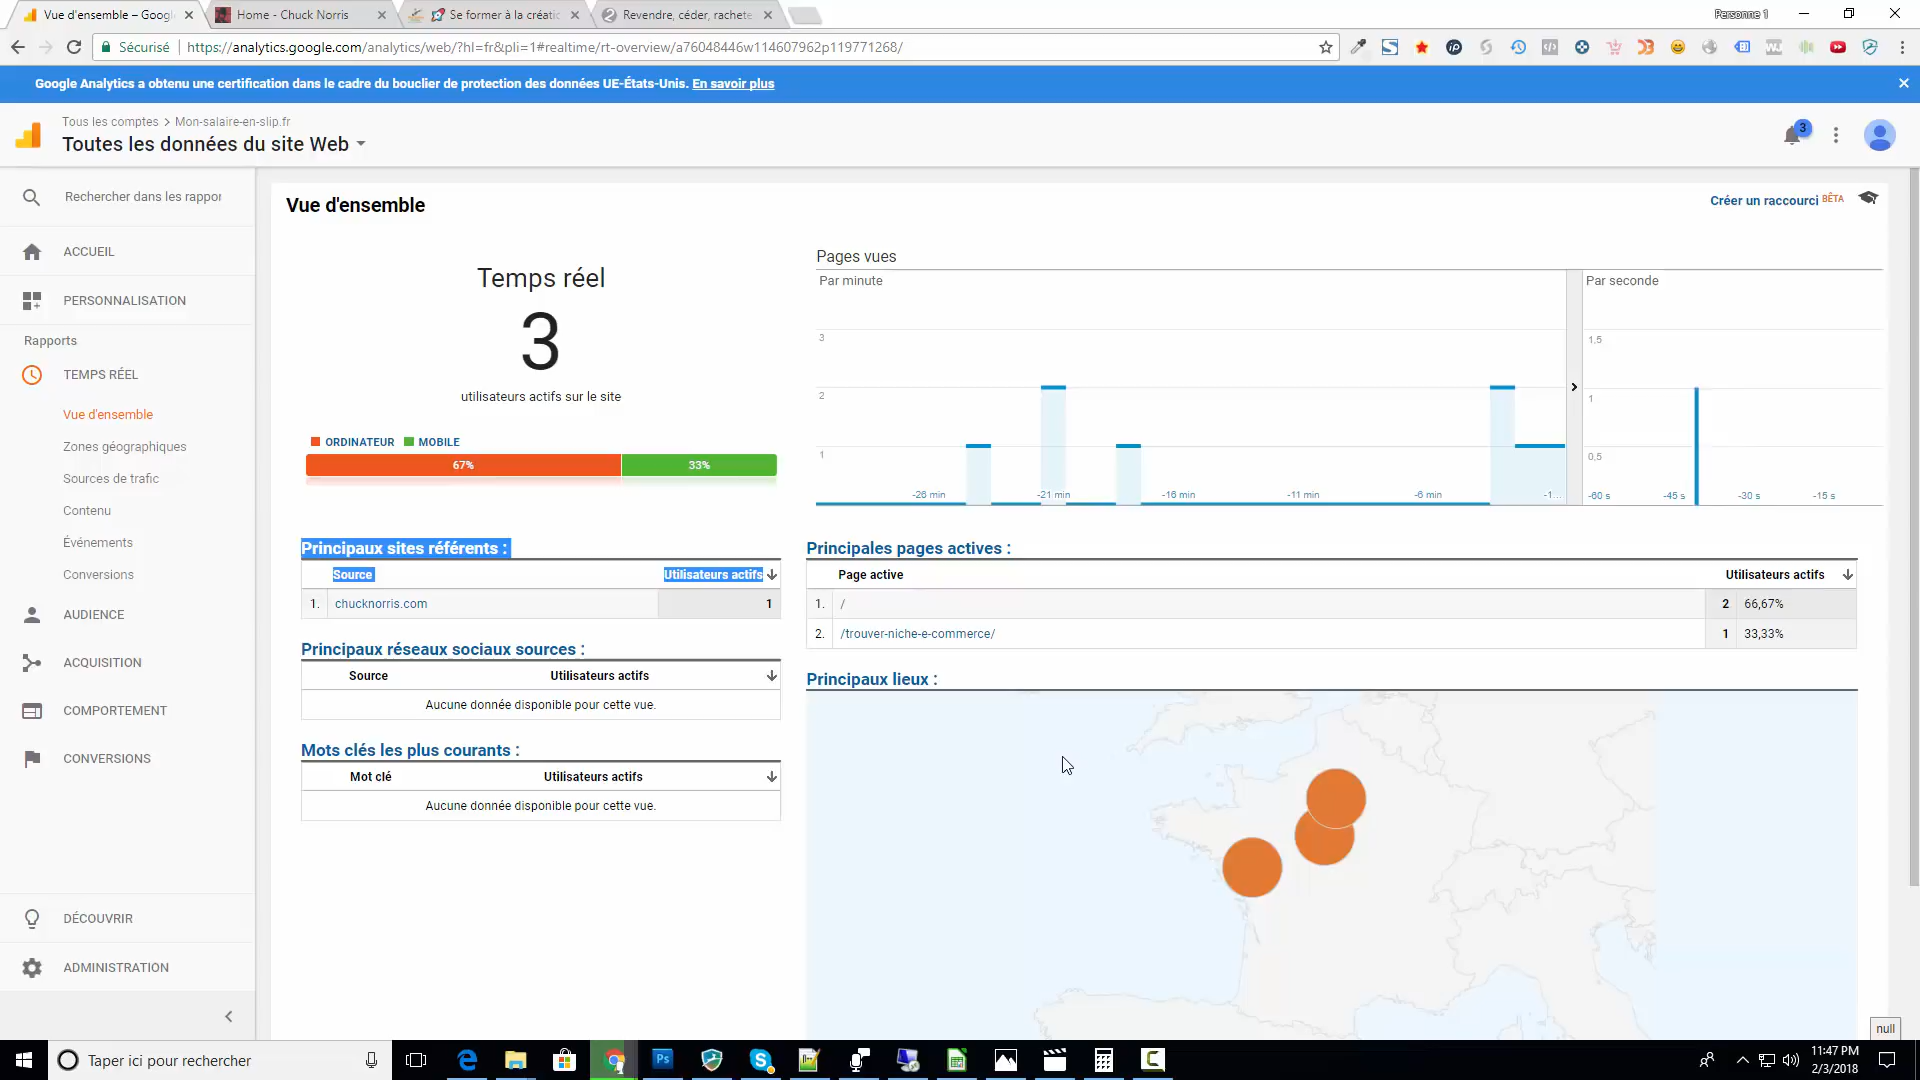 Vue d'ensemble – Googl
Home - Chuck Norris
Se former à la créatio
Revendre, céder, rachete
Personne 1
Sécurisé
https://analytics.google.com/analytics/web/?hl=fr&pli=1#realtime/rt-overview/a76048446w114607962p119771268/
Google Analytics a obtenu une certification dans le cadre du bouclier de protection des données UE-États-Unis. En savoir plus
Tous les comptes > Mon-salaire-en-slip.fr
Toutes les données du site Web
3
Rechercher dans les rappor
ACCUEIL
PERSONNALISATION
Rapports
TEMPS RÉEL
Vue d'ensemble
Zones géographiques
Sources de trafic
Contenu
Événements
Conversions
AUDIENCE
ACQUISITION
COMPORTEMENT
CONVERSIONS
DÉCOUVRIR
ADMINISTRATION
Vue d'ensemble
Créer un raccourci BÊTA
Temps réel
3
utilisateurs actifs sur le site
ORDINATEUR MOBILE
67% 33%
Pages vues
Par minute
3
2
1
-26 min -21 min -16 min -11 min -6 min -1...
Par seconde
1,5
1
0,5
-60 s -45 s -30 s -15 s
Principaux sites référents :
Source Utilisateurs actifs
1. chucknorris.com 1
Principaux réseaux sociaux sources :
Source Utilisateurs actifs
Aucune donnée disponible pour cette vue.
Mots clés les plus courants :
Mot clé Utilisateurs actifs
Aucune donnée disponible pour cette vue.
Principales pages actives :
Page active Utilisateurs actifs
1. / 2 66,67%
2. /trouver-niche-e-commerce/ 1 33,33%
Principaux lieux :
null
Taper ici pour rechercher
11:47 PM
2/3/2018